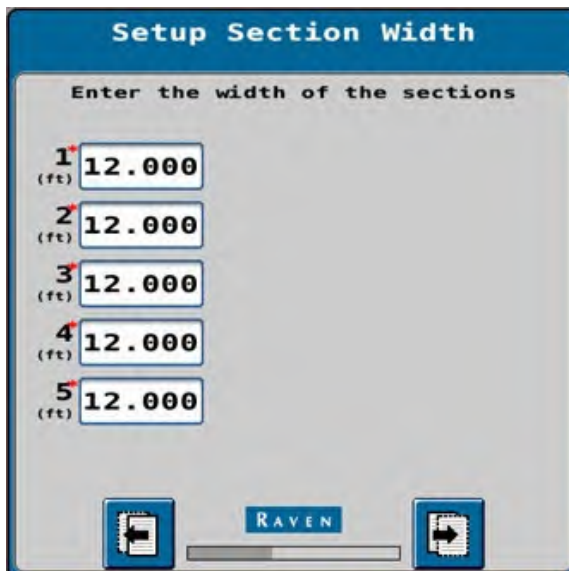 Setup Section Width
Enter the width of the sections
1 12.000
(ft)
2 12.000
(ft)
3 12.000
(ft)
4 12.000
(ft)
5 12.000
(ft)
RAVEN